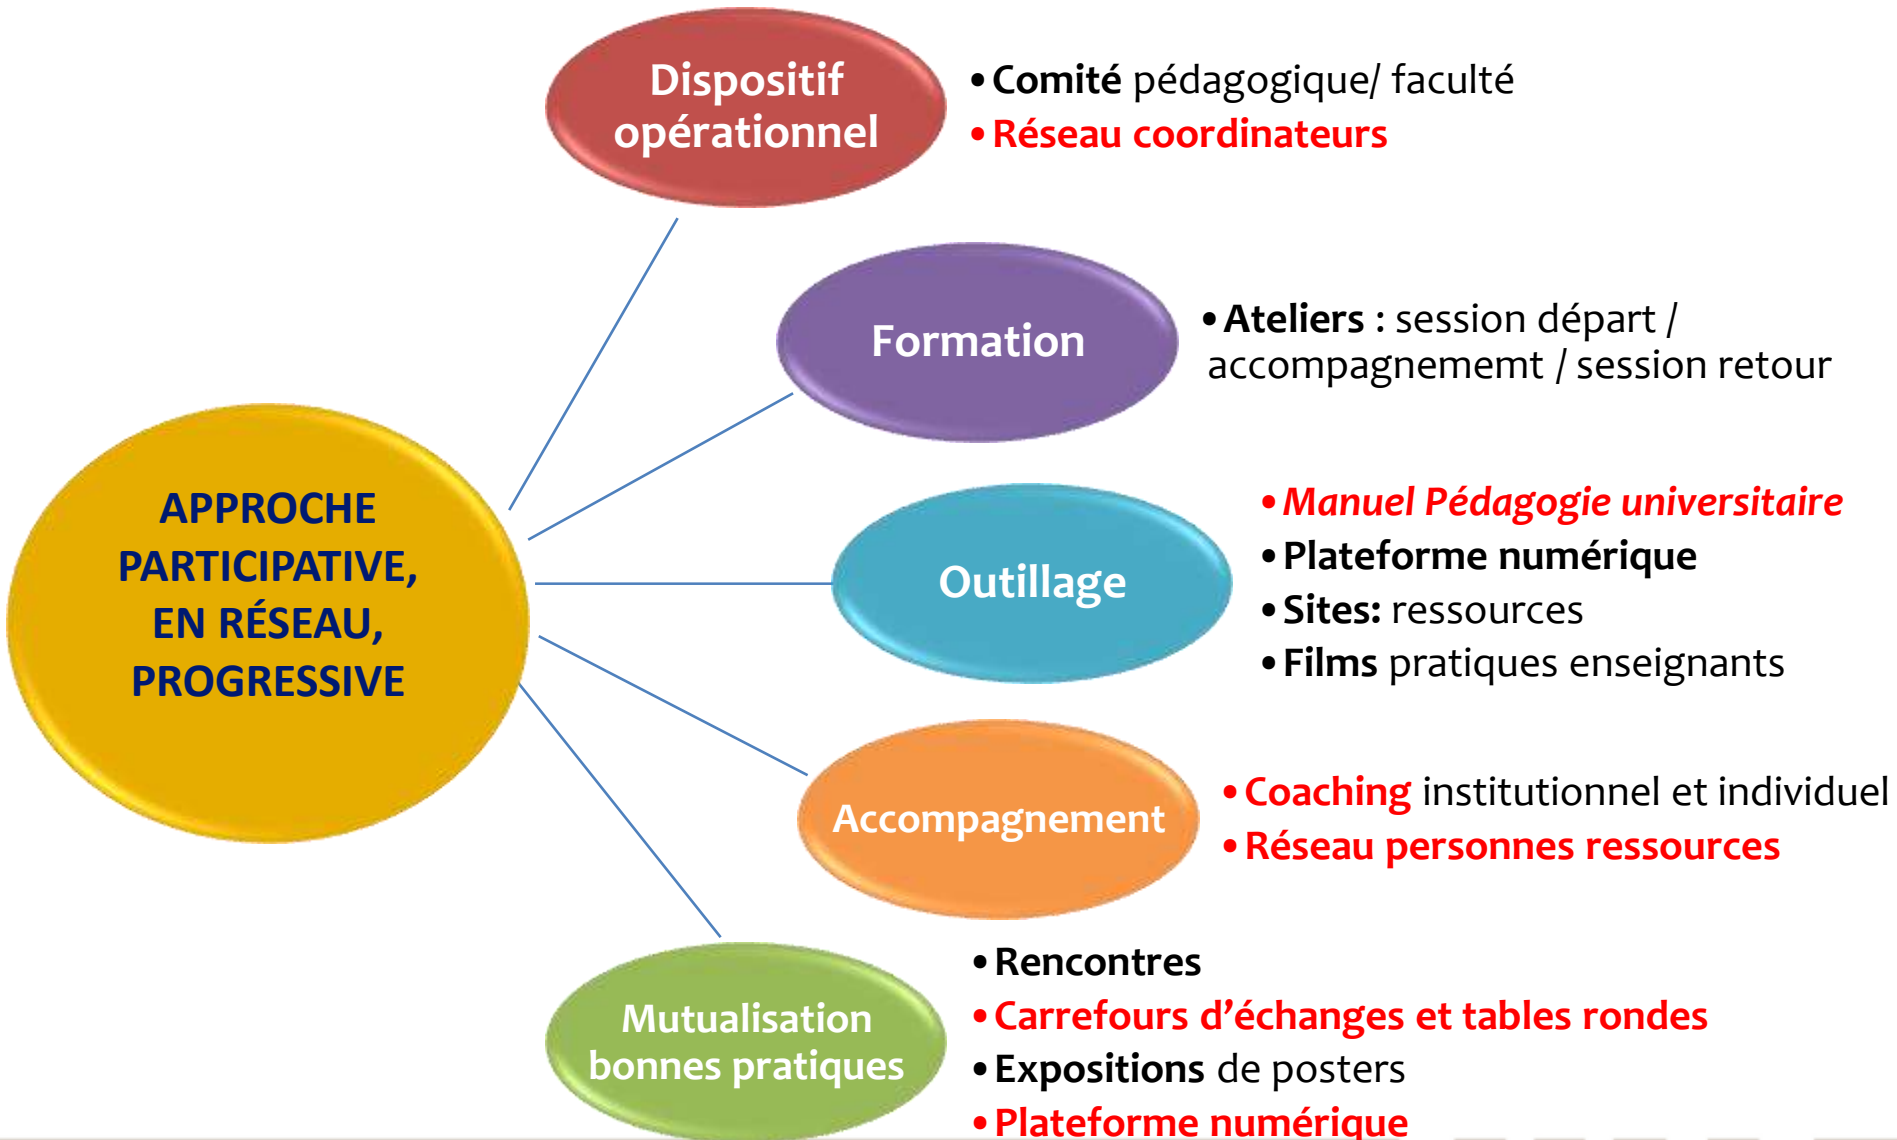 Dispositif
opérationnel
•Comité pédagogique/ faculté
•Réseau coordinateurs
Formation
•Ateliers : session départ /
accompagnememt / session retour
APPROCHE
PARTICIPATIVE,
EN RÉSEAU,
PROGRESSIVE
Outillage
•Manuel Pédagogie universitaire
•Plateforme numérique
•Sites: ressources
•Films pratiques enseignants
Accompagnement
•Coaching institutionnel et individuel
•Réseau personnes ressources
Mutualisation
bonnes pratiques
•Rencontres
•Carrefours d’échanges et tables rondes
•Expositions de posters
•Plateforme numérique